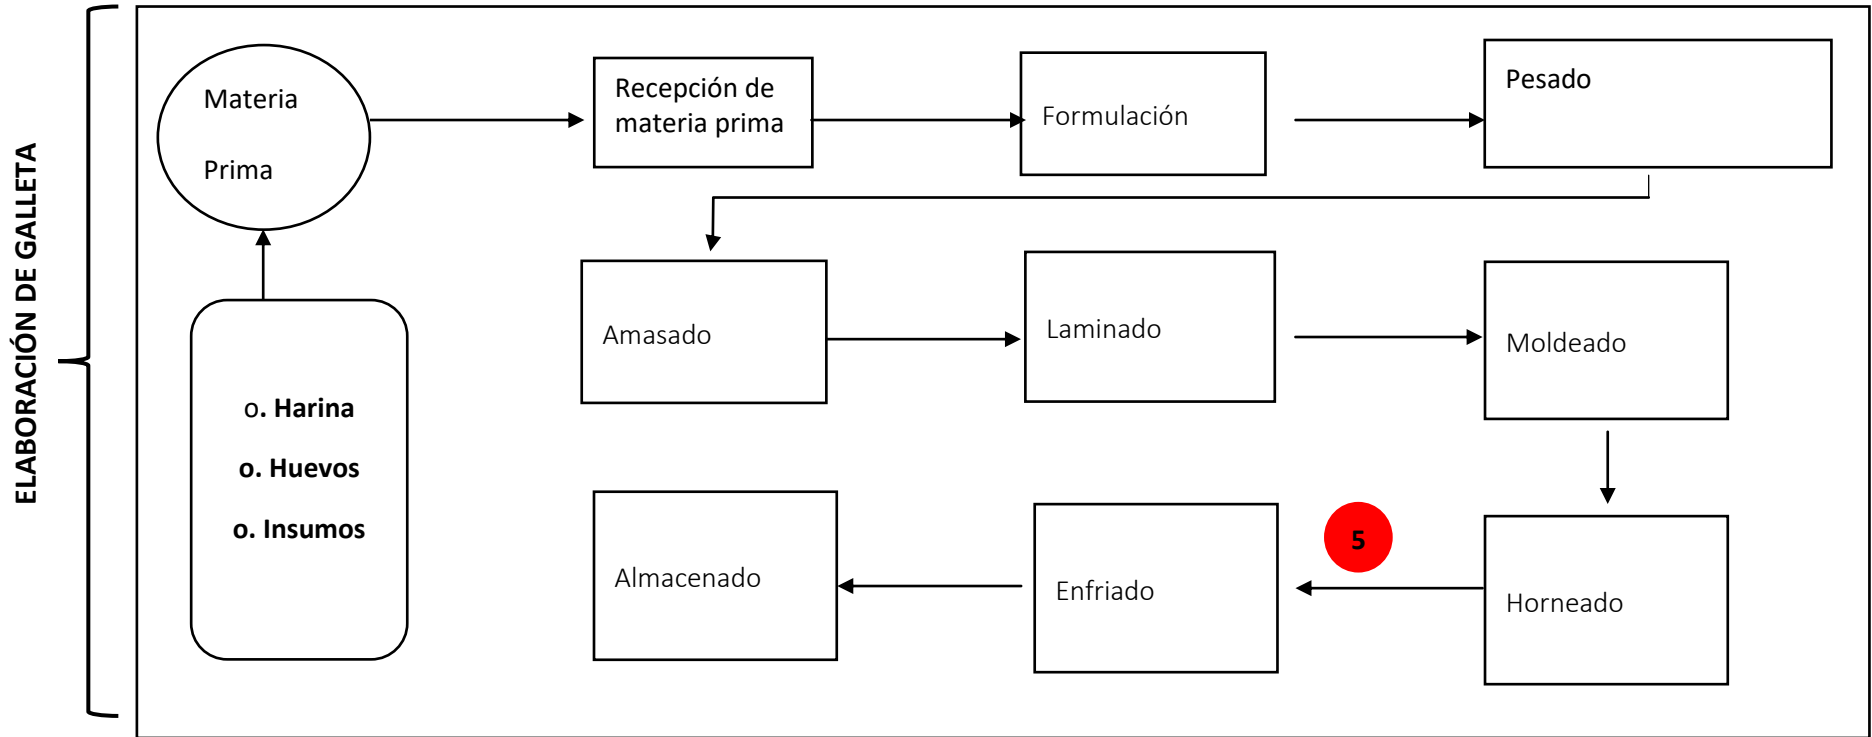 ELABORACIÓN DE GALLETA
Materia
Prima
Recepción de
materia prima
Formulación
Pesado
Amasado
Laminado
Moldeado
o. Harina
o. Huevos
o. Insumos
Almacenado
Enfriado
5
Horneado